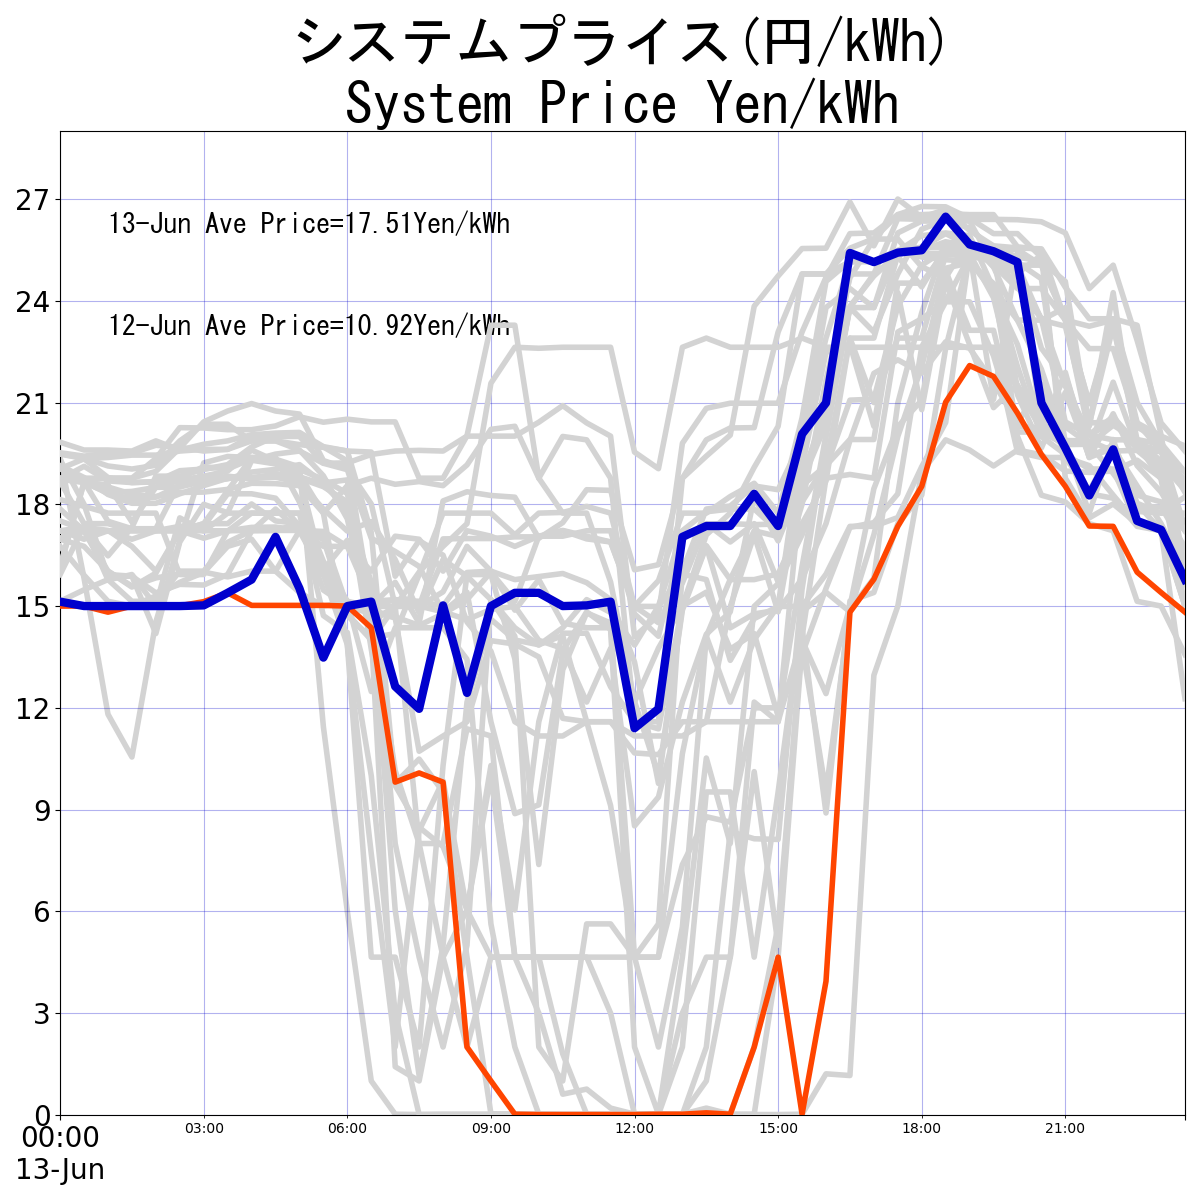 システムプライス(円/kWh)
System Price Yen/kWh
27
13-Jun Ave Price=17.51Yen/kWh
24
12-Jun Ave Price=10.92Yen/kWh
21
18
15
12
9
6
3
0
00:00 03:00 06:00 09:00 12:00 15:00 18:00 21:00
13-Jun